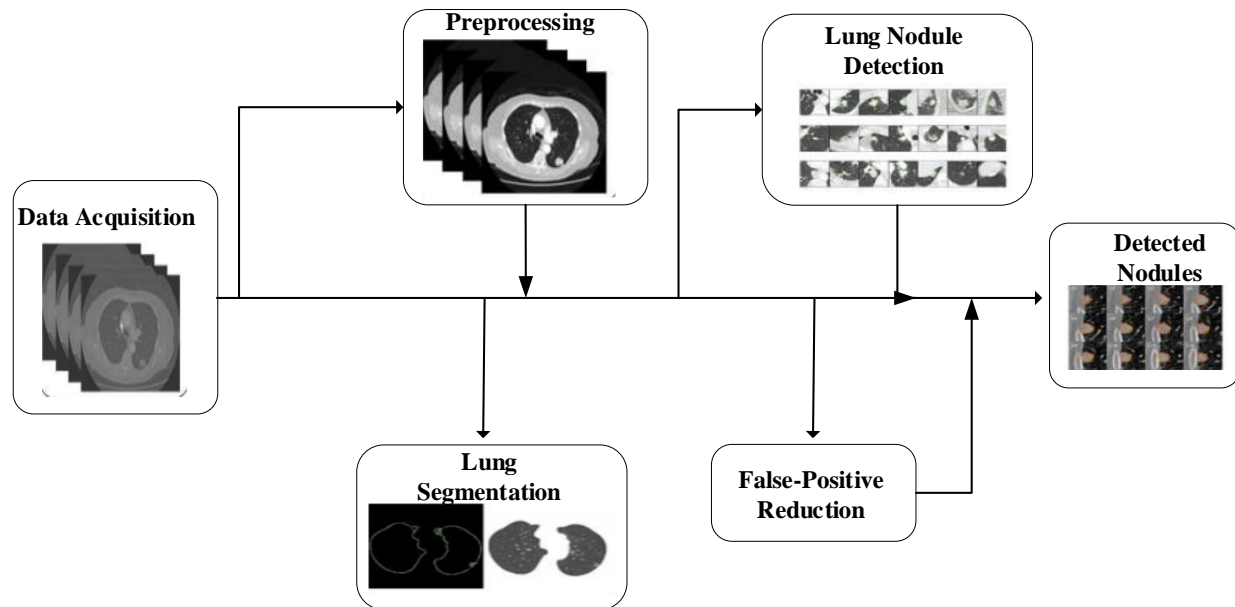 Preprocessing
Lung Nodule
Detection
Data Acquisition
Detected
Nodules
Lung
Segmentation
False-Positive
Reduction